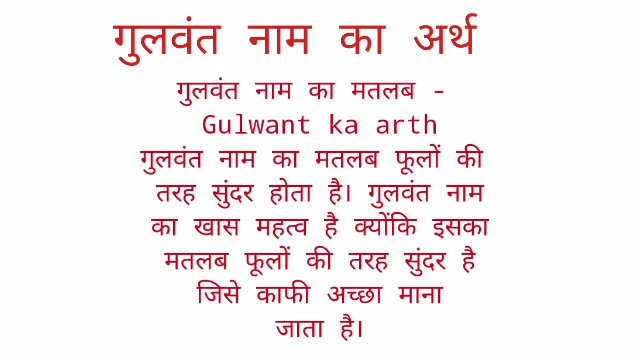 गुलवंत नाम का अर्थ
गुलवंत नाम का मतलब -
Gulwant ka arth
गुलवंत नाम का मतलब फूलों की
तरह सुंदर होता है। गुलवंत नाम
का खास महत्व है क्योंकि इसका
मतलब फूलों की तरह सुंदर है
जिसे काफी अच्छा माना
जाता है।